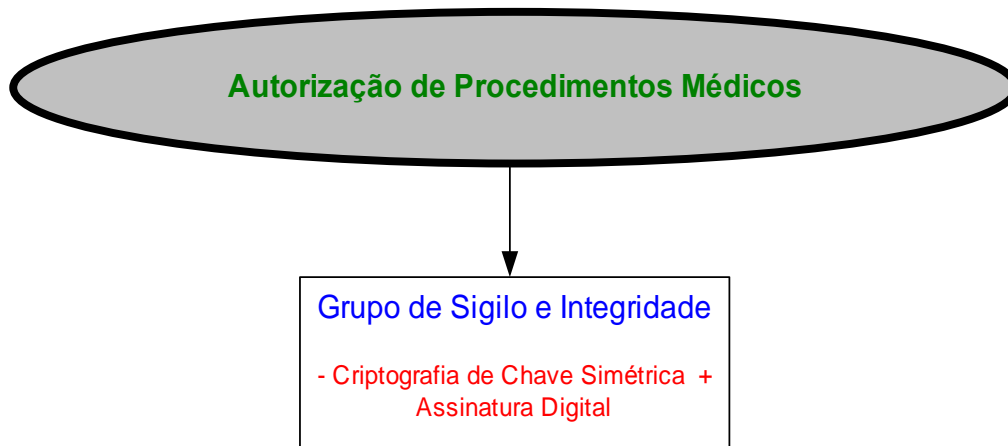 Autorização de Procedimentos Médicos
Grupo de Sigilo e Integridade
- Criptografia de Chave Simétrica +
Assinatura Digital